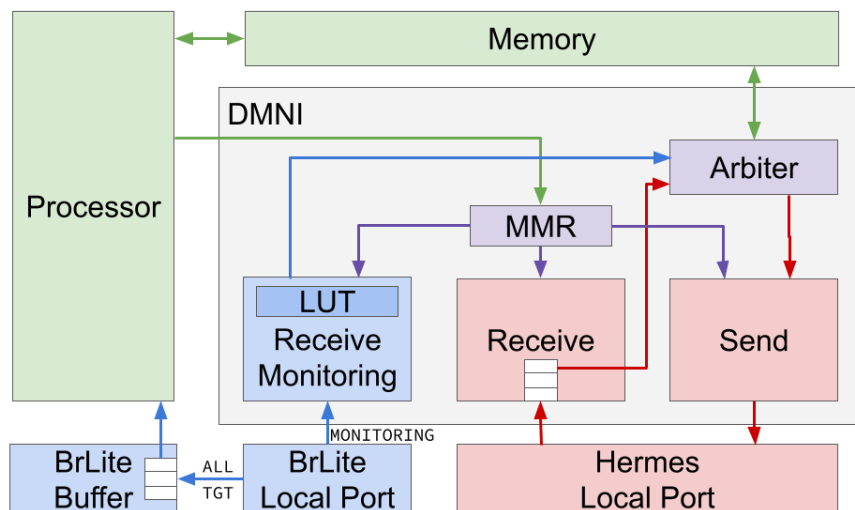 Memory
DMNI
Arbiter
Processor
MMR
LUT
Receive
Monitoring
Receive
Send
MONITORING
BrLite
Buffer
ALL
TGT
BrLite
Local Port
Hermes
Local Port